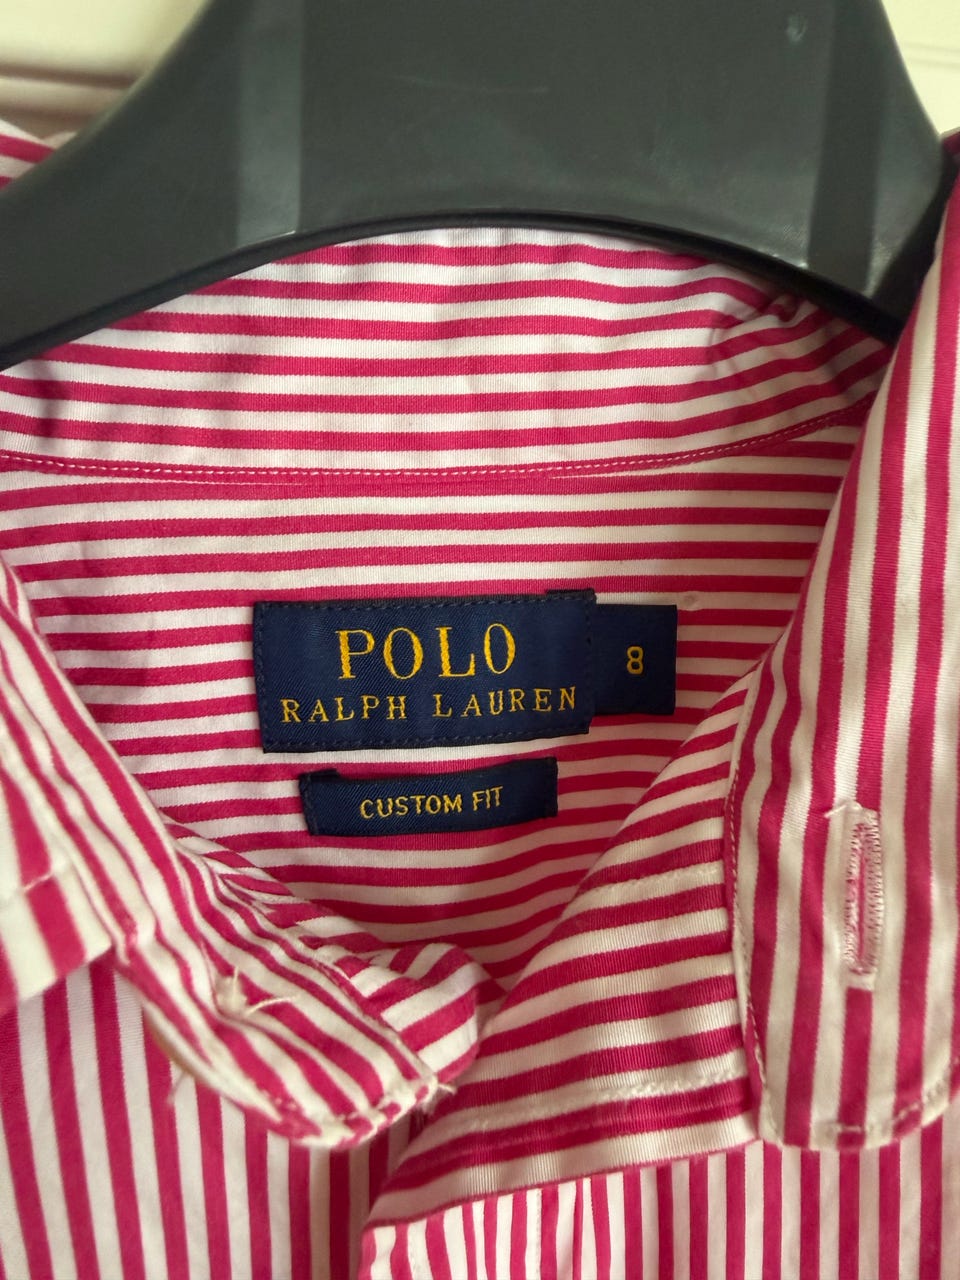 POLO
RALPH LAUREN
8
CUSTOM FIT